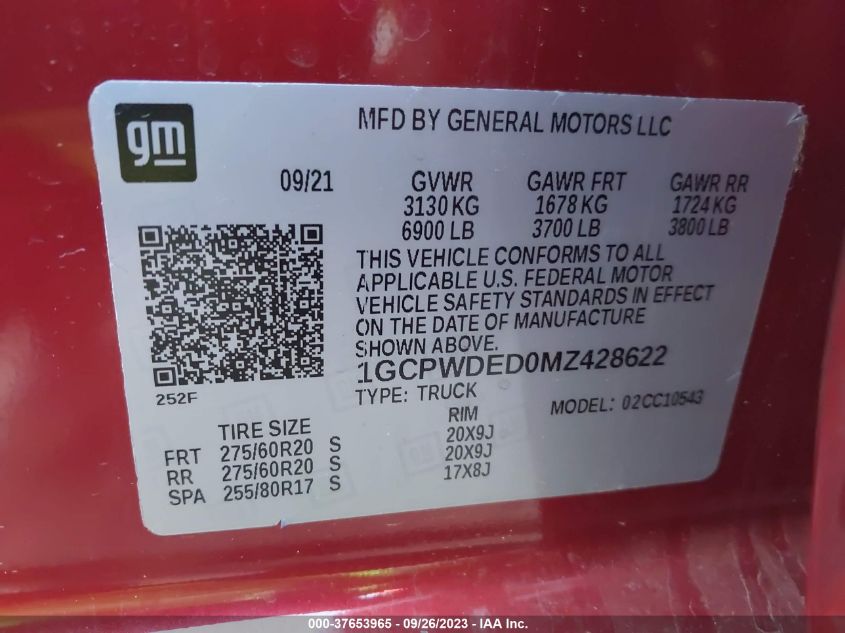 gm
MFD BY GENERAL MOTORS LLC
09/21 GVWR GAWR FRT GAWR RR
3130 KG 1678 KG 1724 KG
6900 LB 3700 LB 3800 LB
THIS VEHICLE CONFORMS TO ALL
APPLICABLE U.S. FEDERAL MOTOR
VEHICLE SAFETY STANDARDS IN EFFECT
ON THE DATE OF MANUFACTURE
SHOWN ABOVE.
1GCPWDED0MZ428622
252F
TYPE: TRUCK MODEL: 02CC10543
TIRE SIZE RIM
FRT 275/60R20 S 20X9J
RR 275/60R20 S 20X9J
SPA 255/80R17 S 17X8J
000-37653965 - 09/26/2023 - IAA Inc.